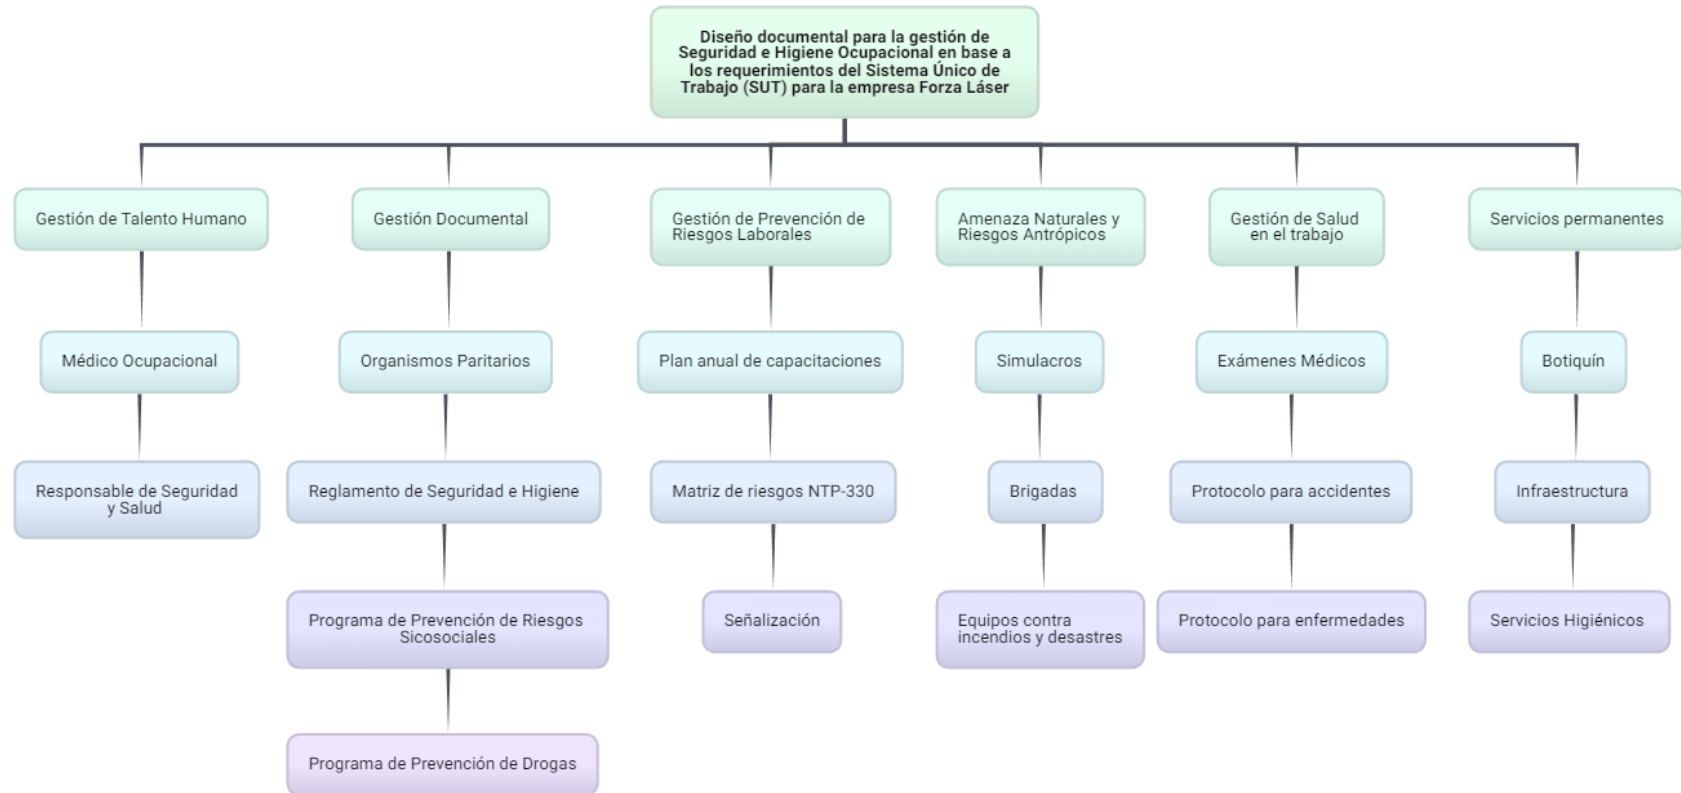 Diseño documental para la gestión de
Seguridad e Higiene Ocupacional en base a
los requerimientos del Sistema Único de
Trabajo (SUT) para la empresa Forza Láser
Gestión de Talento Humano
Gestión Documental
Gestión de Prevención de
Riesgos Laborales
Amenaza Naturales y
Riesgos Antrópicos
Gestión de Salud
en el trabajo
Servicios permanentes
Médico Ocupacional
Organismos Paritarios
Plan anual de capacitaciones
Simulacros
Exámenes Médicos
Botiquín
Responsable de Seguridad
y Salud
Reglamento de Seguridad e Higiene
Matriz de riesgos NTP-330
Brigadas
Protocolo para accidentes
Infraestructura
Programa de Prevención de Riesgos
Sicosociales
Señalización
Equipos contra
incendios y desastres
Protocolo para enfermedades
Servicios Higiénicos
Programa de Prevención de Drogas